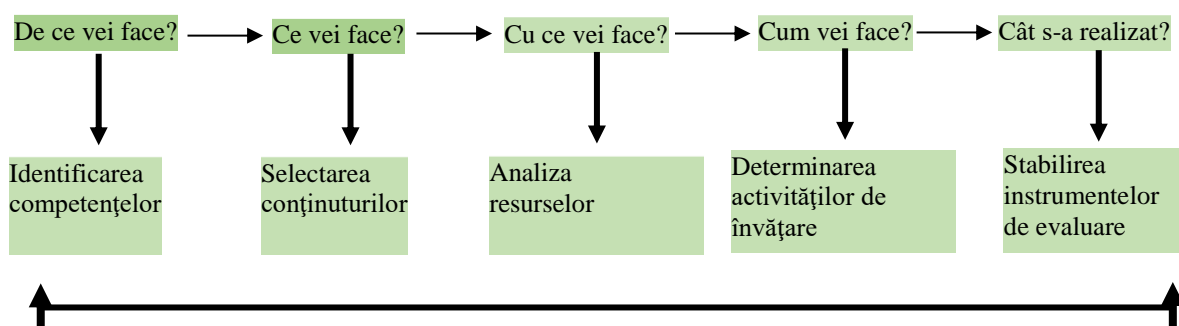 De ce vei face?
Ce vei face?
Cu ce vei face?
Cum vei face?
Cât s-a realizat?
Identificarea
competenţelor
Selectarea
conţinuturilor
Analiza
resurselor
Determinarea
activităţilor de
învăţare
Stabilirea
instrumentelor
de evaluare